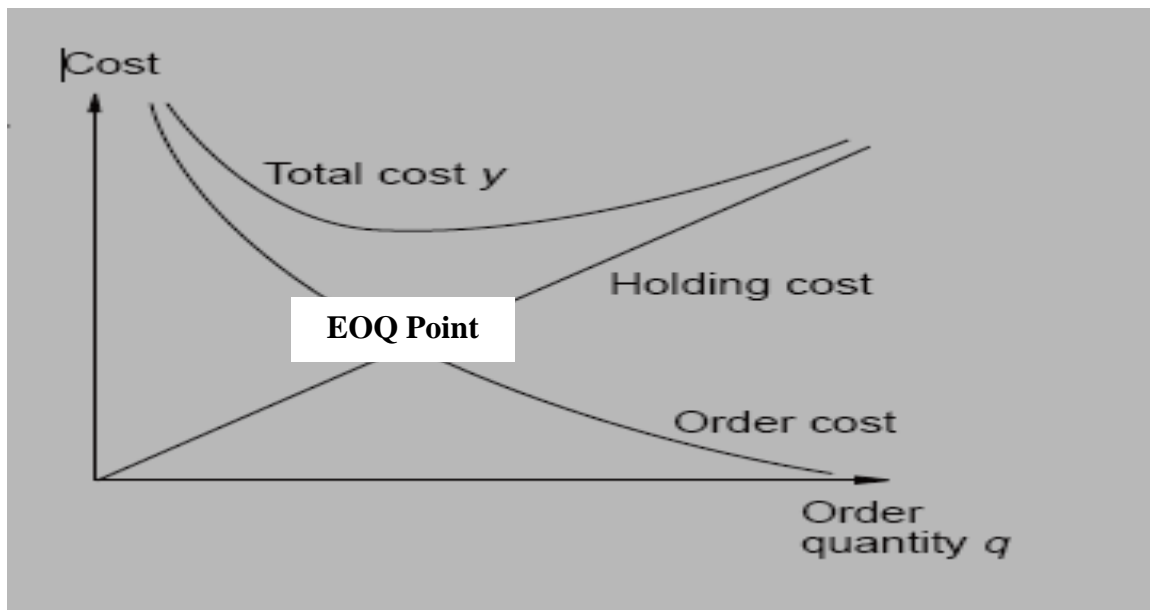 Cost
Total cost y
Holding cost
EOQ Point
Order cost
Order
quantity q